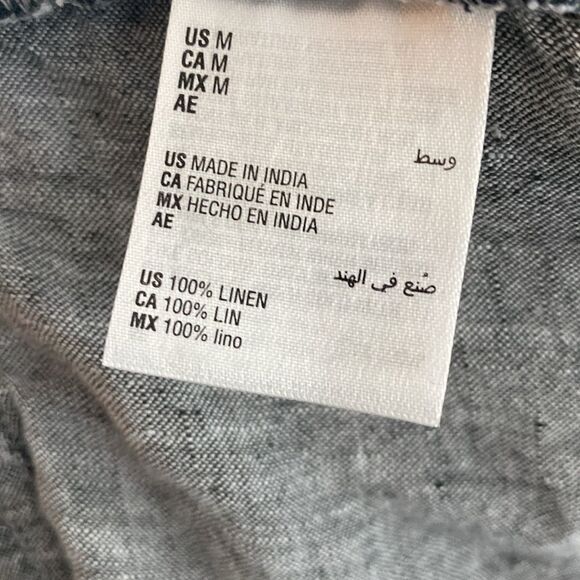 US M
CA M
MX M
AE
وسط
US MADE IN INDIA
CA FABRIQUÉ EN INDE
MX HECHO EN INDIA
AE
صُنع في الهند
US 100% LINEN
CA 100% LIN
MX 100% lino